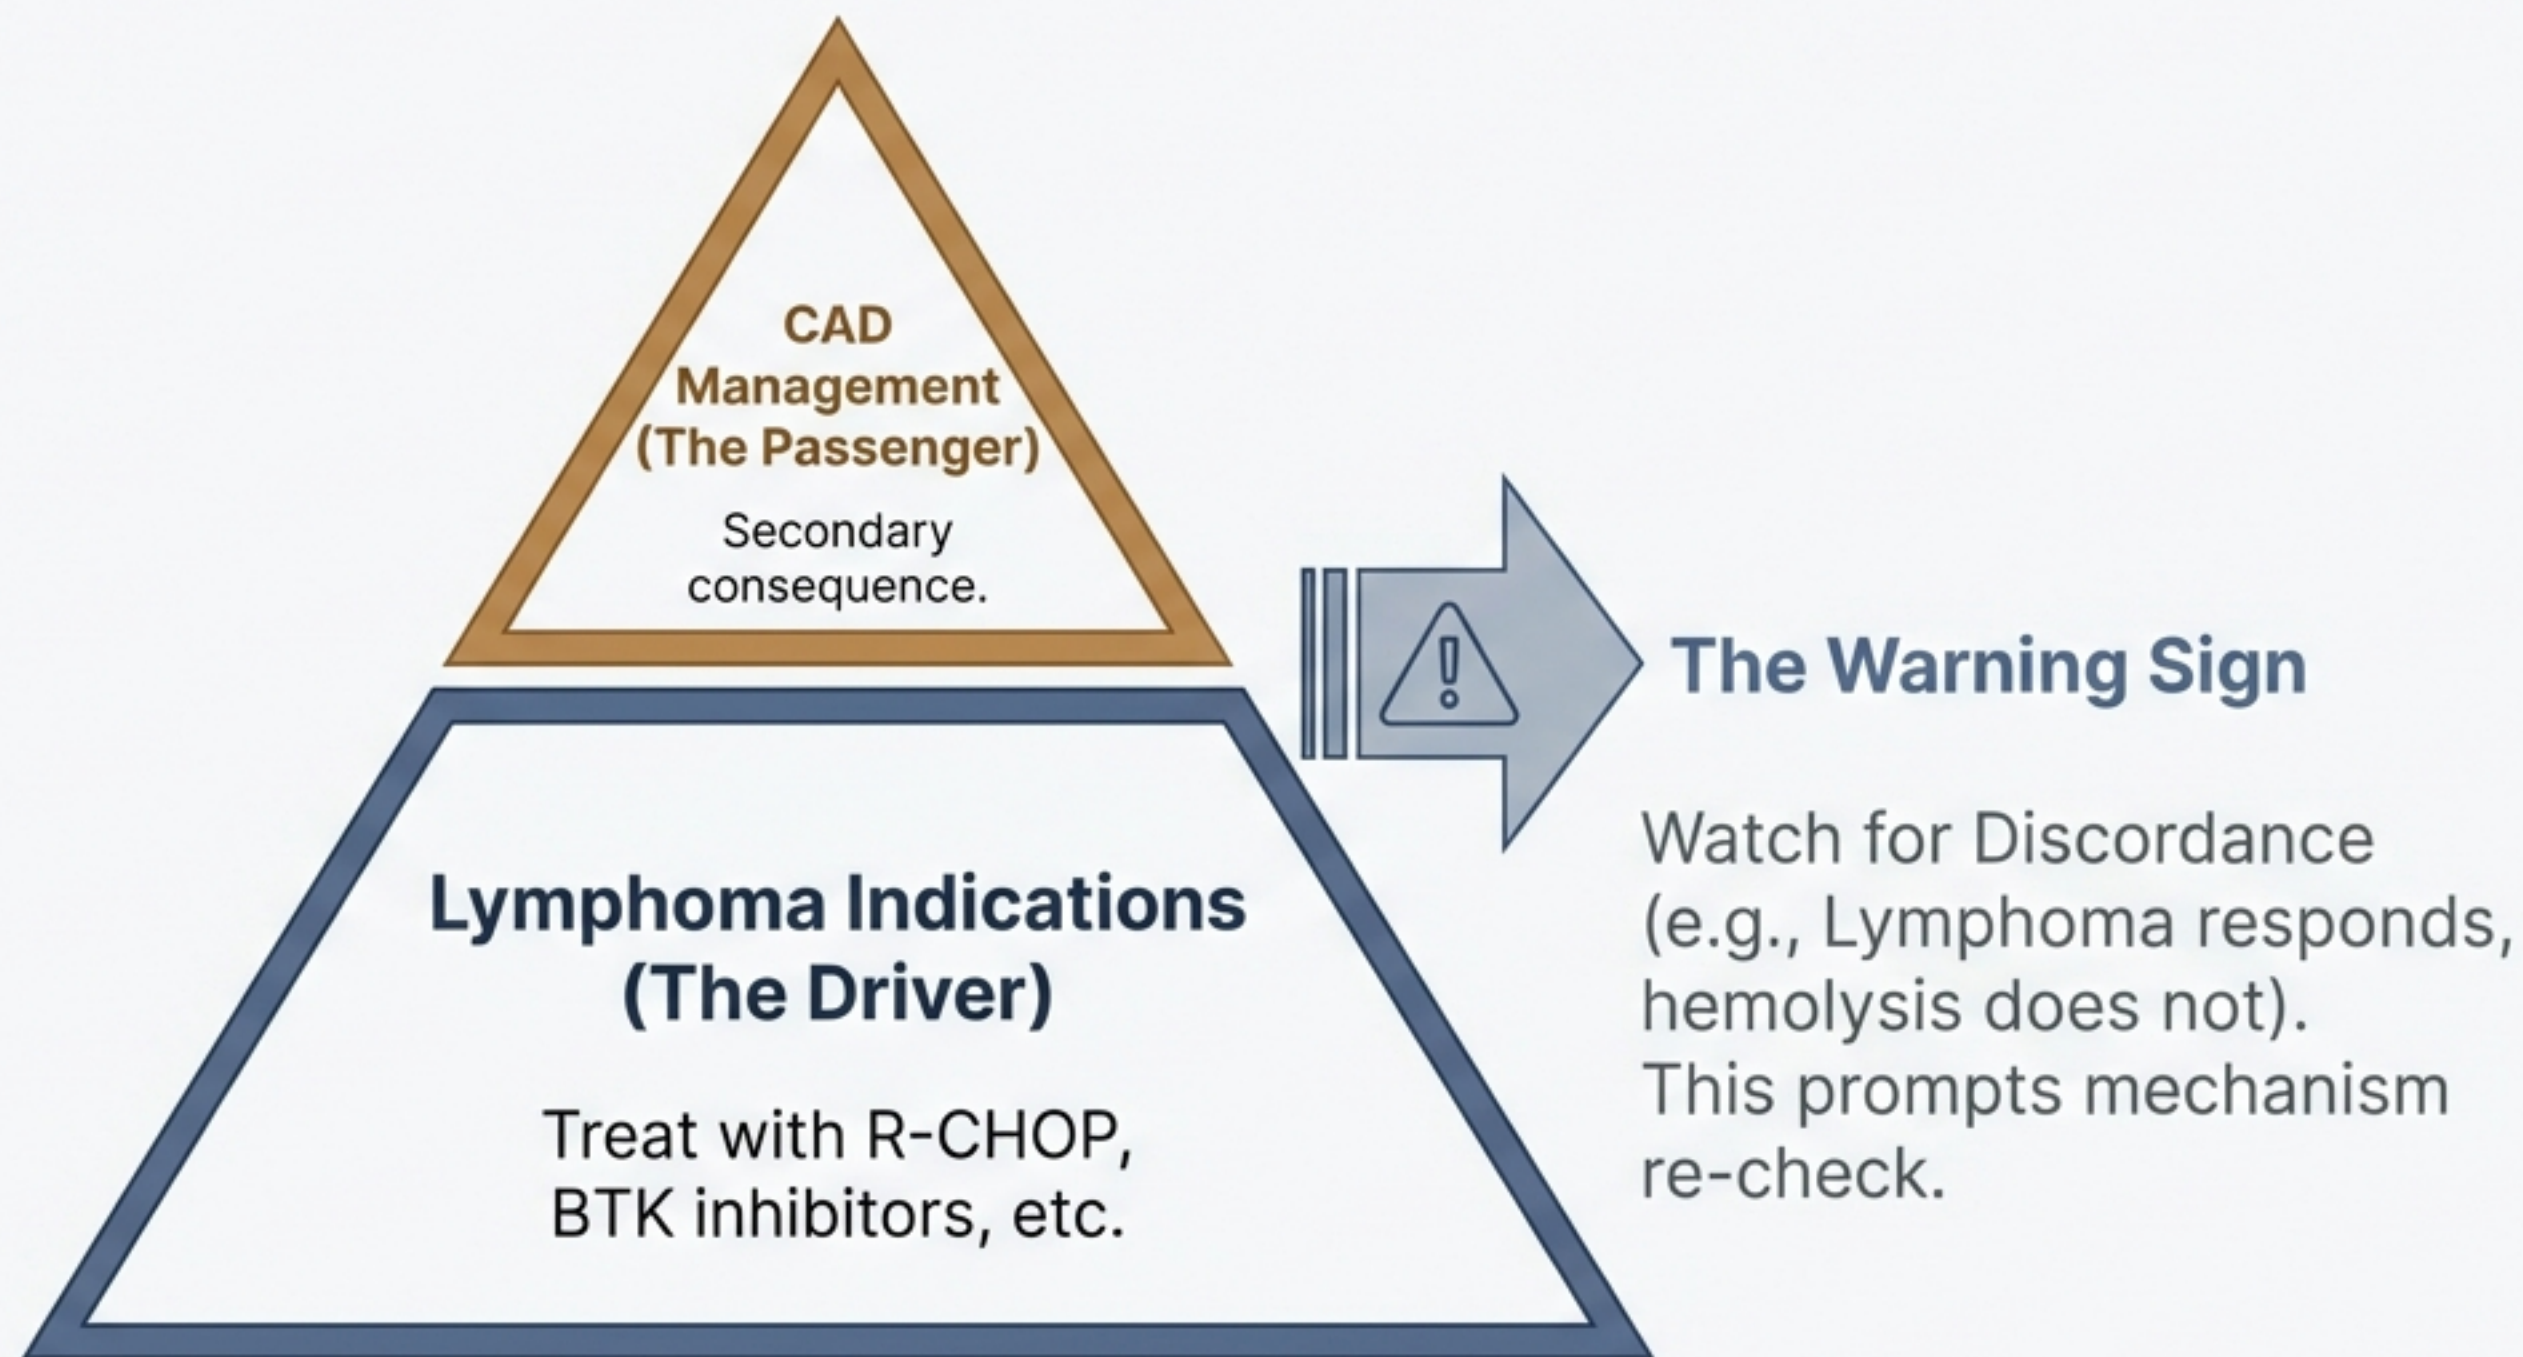 CAD
Management
(The Passenger)
Secondary
consequence.
Lymphoma Indications
(The Driver)
Treat with R-CHOP,
BTK inhibitors, etc.
The Warning Sign
Watch for Discordance
(e.g., Lymphoma responds,
hemolysis does not).
This prompts mechanism
re-check.